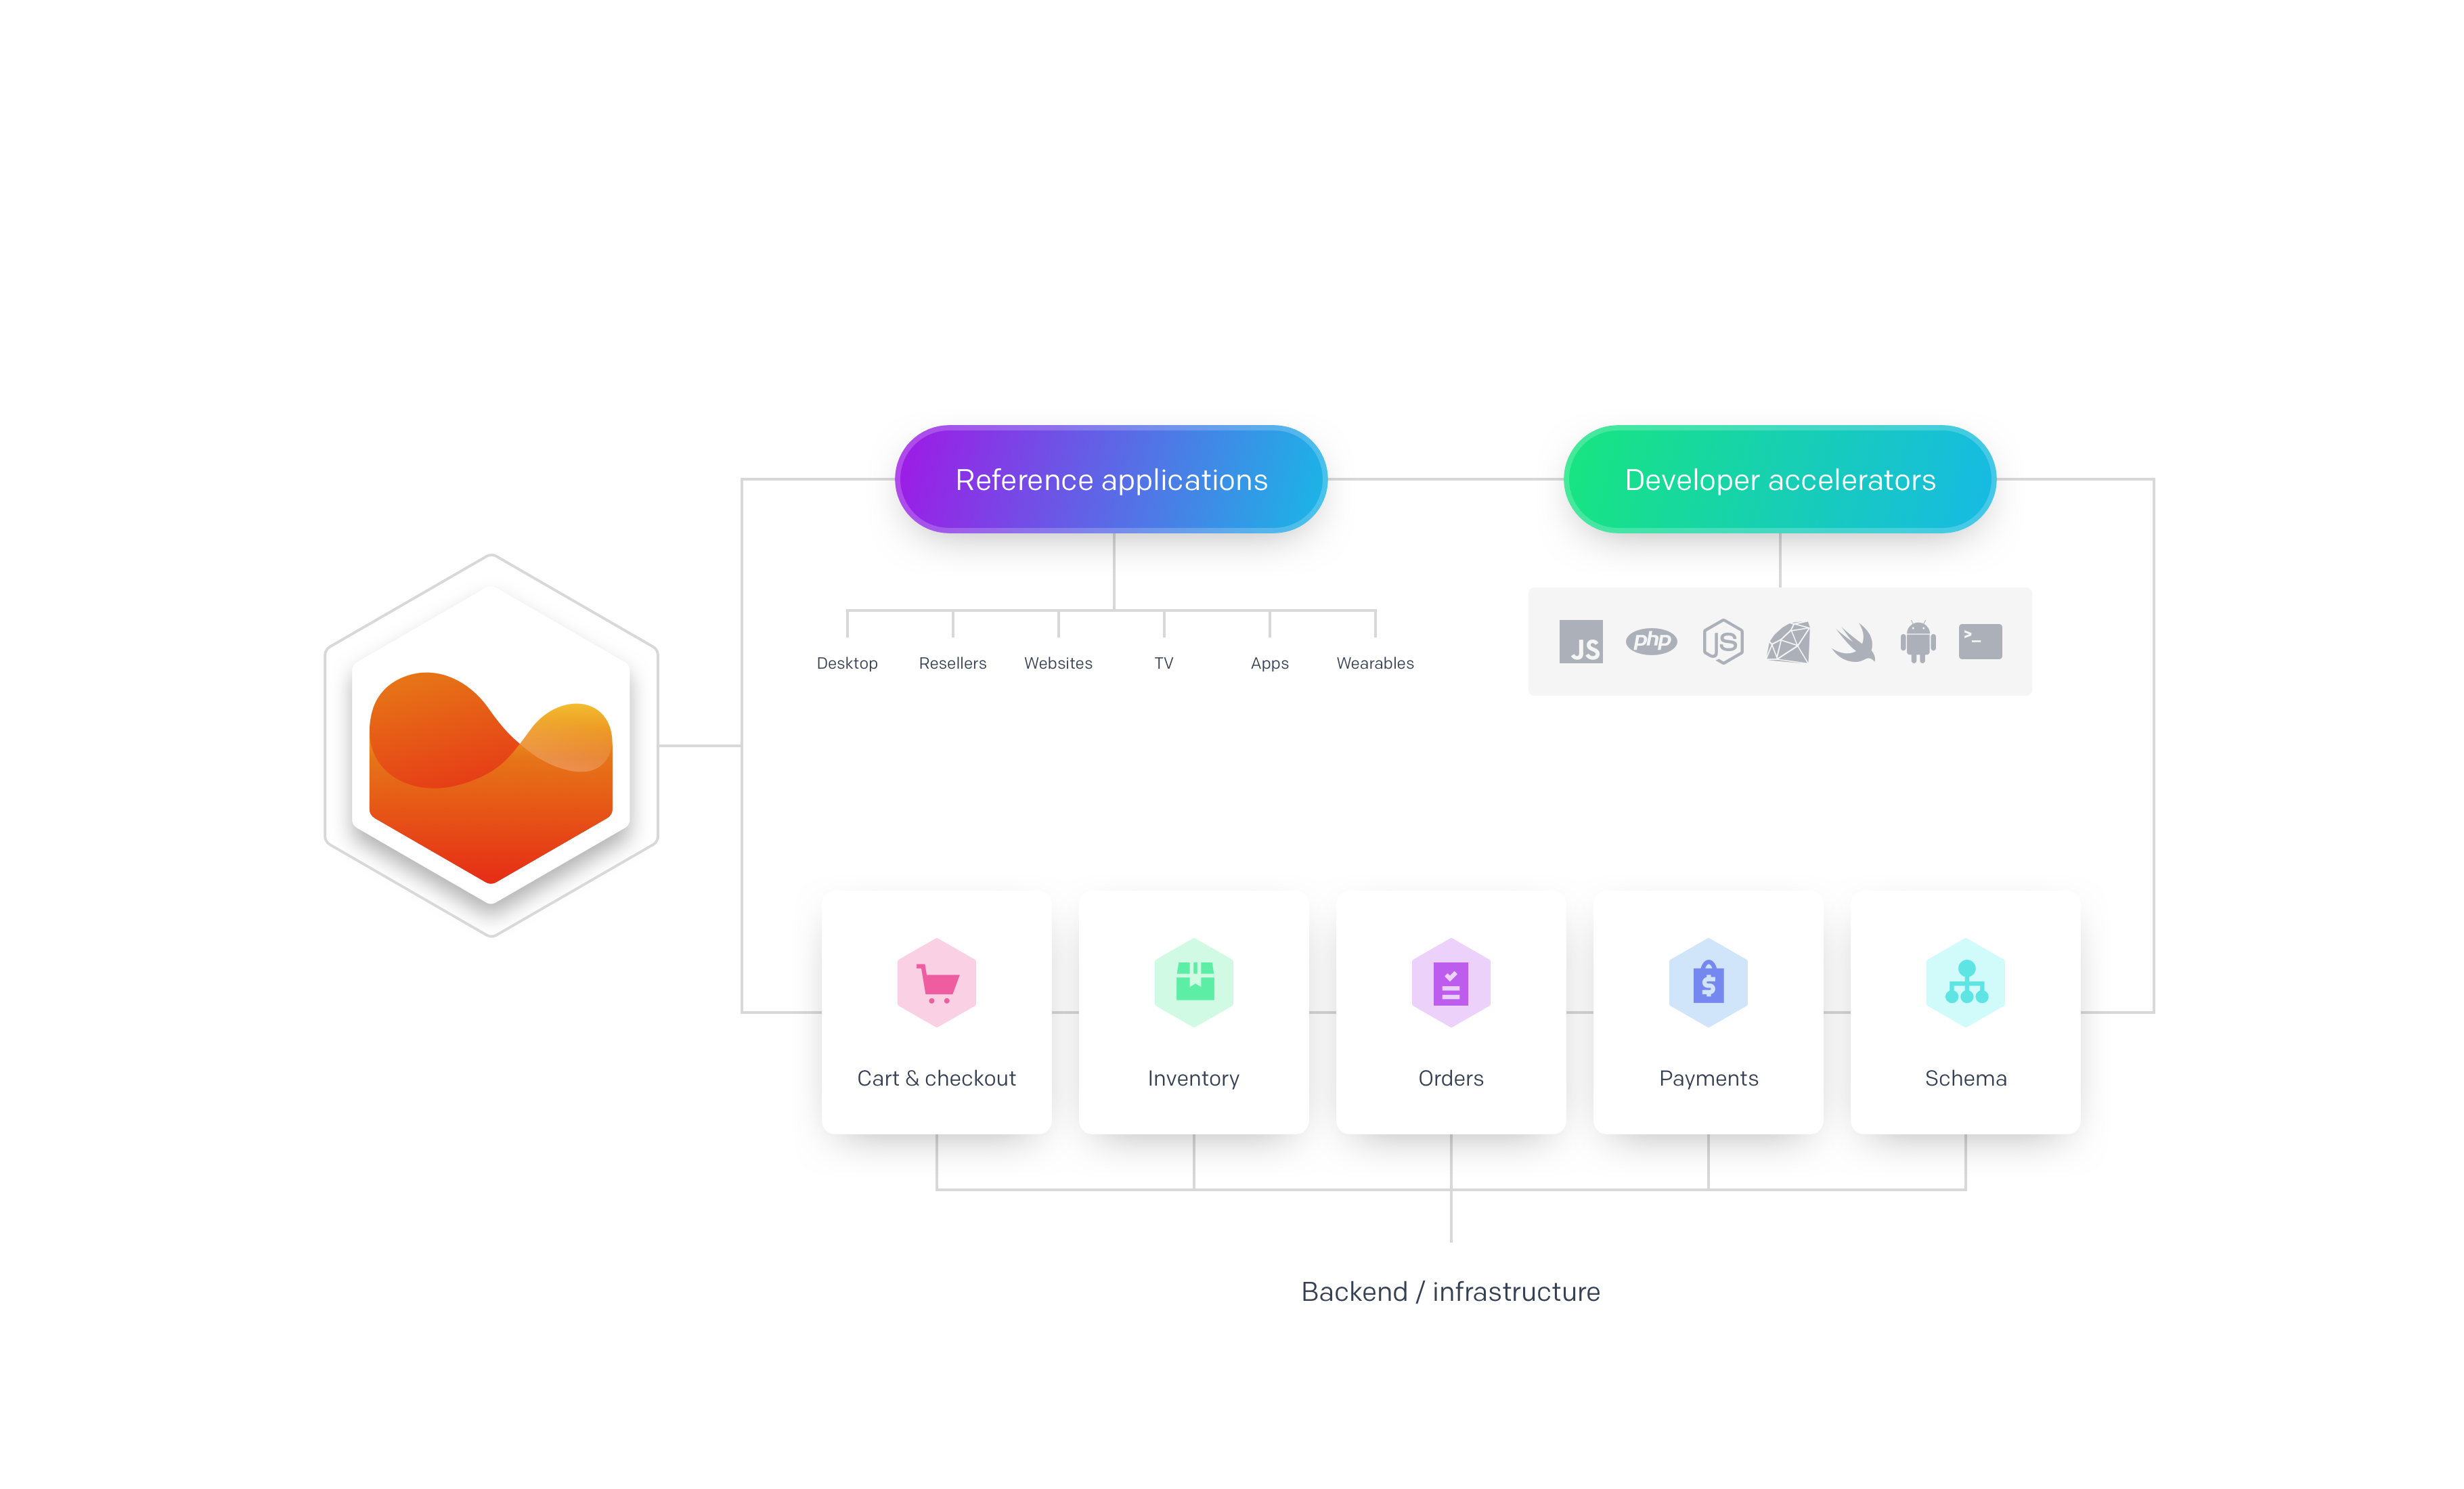 Reference applications
Developer accelerators
JS
php
JS
>_
Desktop
Resellers
Websites
TV
Apps
Wearables
$
Cart & checkout
Inventory
Orders
Payments
Schema
Backend / infrastructure